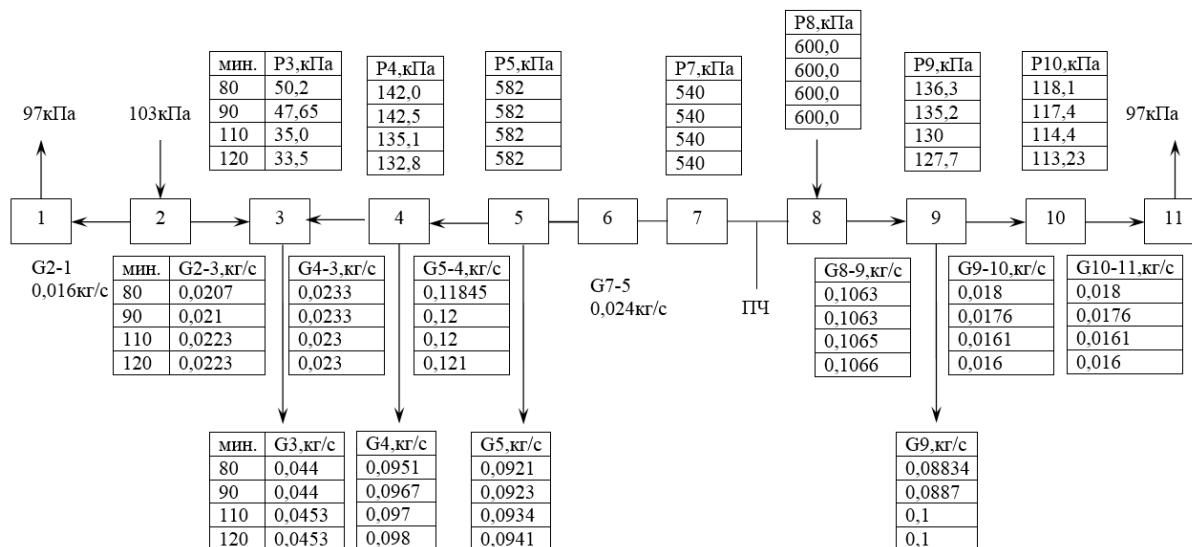 P8,кПа
600,0
600,0
600,0
600,0
мин. P3,кПа
80 50,2
90 47,65
110 35,0
120 33,5
P4,кПа
142,0
142,5
135,1
132,8
P5,кПа
582
582
582
582
P7,кПа
540
540
540
540
P9,кПа
136,3
135,2
130
127,7
P10,кПа
118,1
117,4
114,4
113,23
97кПа
103кПа
97кПа
1 2 3 4 5 6 7 8 9 10 11
G2-1
0,016кг/с
мин. G2-3,кг/с
80 0,0207
90 0,021
110 0,0223
120 0,0223
G4-3,кг/с
0,0233
0,0233
0,023
0,023
G5-4,кг/с
0,11845
0,12
0,12
0,121
G7-5
0,024кг/с
ПЧ
G8-9,кг/с
0,1063
0,1063
0,1065
0,1066
G9-10,кг/с
0,018
0,0176
0,0161
0,016
G10-11,кг/с
0,018
0,0176
0,0161
0,016
мин. G3,кг/с
80 0,044
90 0,044
110 0,0453
120 0,0453
G4,кг/с
0,0951
0,0967
0,097
0,098
G5,кг/с
0,0921
0,0923
0,0934
0,0941
G9,кг/с
0,08834
0,0887
0,1
0,1